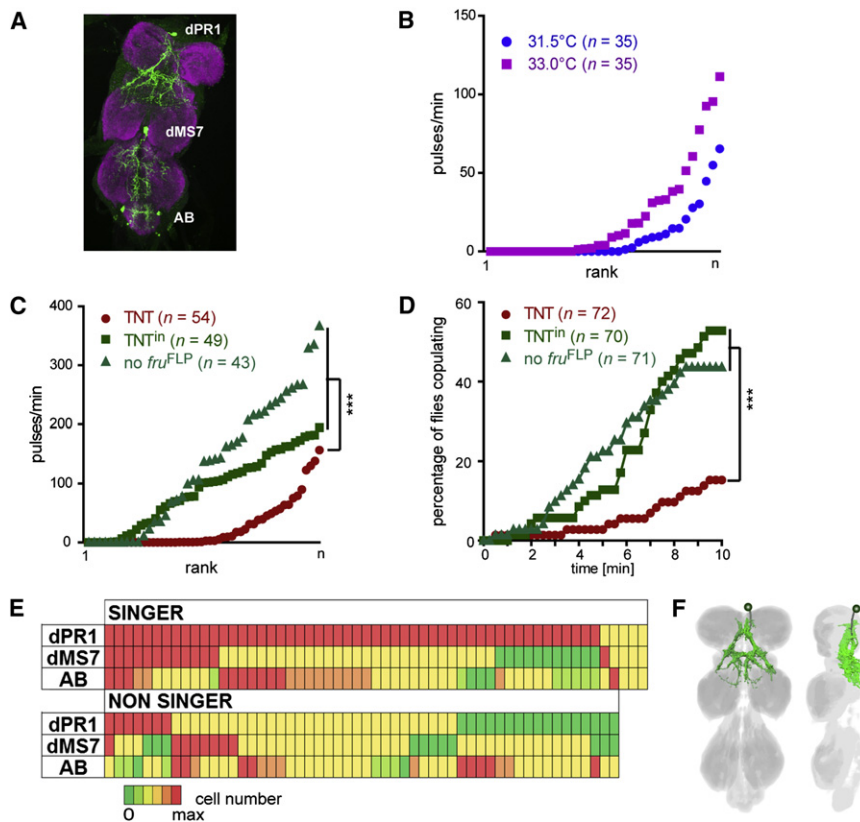 A
dPR1
dMS7
AB
B
31.5°C (n = 35)
33.0°C (n = 35)
150
100
50
0
pulses/min
1
rank
n
C
TNT (n = 54)
TNTin (n = 49)
no fruFLP (n = 43)
400
300
200
100
0
pulses/min
1
rank
n
***
D
TNT (n = 72)
TNTin (n = 70)
no fruFLP (n = 71)
60
40
20
0
percentage of flies copulating
0 2 4 6 8 10
time [min]
***
E
SINGER
dPR1
dMS7
AB
NON SINGER
dPR1
dMS7
AB
cell number
0 max
F